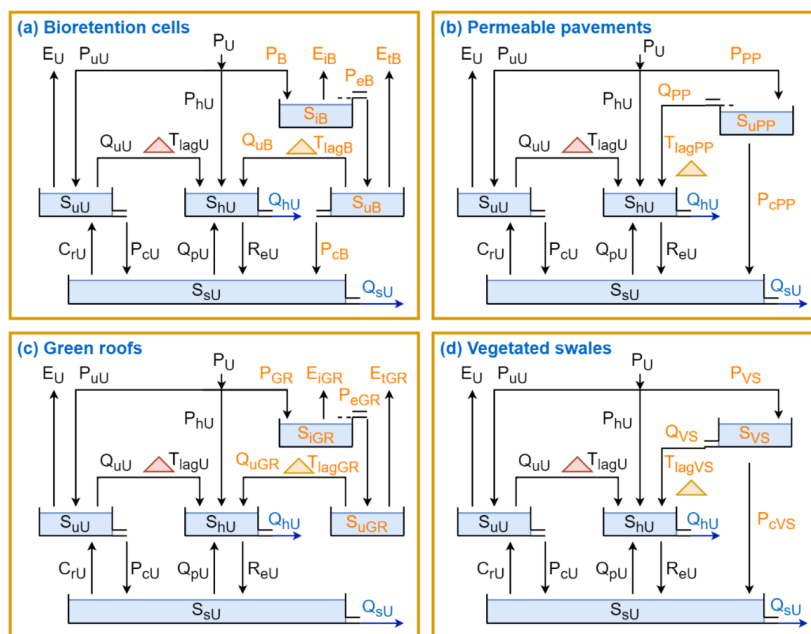 (a) Bioretention cells
E_U P_uU P_U P_B E_iB E_tB
P_eB
P_hU S_iB
Q_uU T_lagU Q_uB T_lagB
S_uU S_hU Q_hU S_uB
C_rU P_cU Q_pU R_eU P_cB
S_sU Q_sU
(b) Permeable pavements
E_U P_uU P_U P_PP
P_hU Q_PP S_uPP
Q_uU T_lagU T_lagPP
S_uU S_hU Q_hU P_cPP
C_rU P_cU Q_pU R_eU
S_sU Q_sU
(c) Green roofs
E_U P_uU P_U P_GR E_iGR E_tGR
P_eGR
P_hU S_iGR
Q_uU T_lagU Q_uGR T_lagGR
S_uU S_hU Q_hU S_uGR
C_rU P_cU Q_pU R_eU
S_sU Q_sU
(d) Vegetated swales
E_U P_uU P_U P_VS
P_hU Q_VS S_VS
Q_uU T_lagU T_lagVS
S_uU S_hU Q_hU P_cVS
C_rU P_cU Q_pU R_eU
S_sU Q_sU